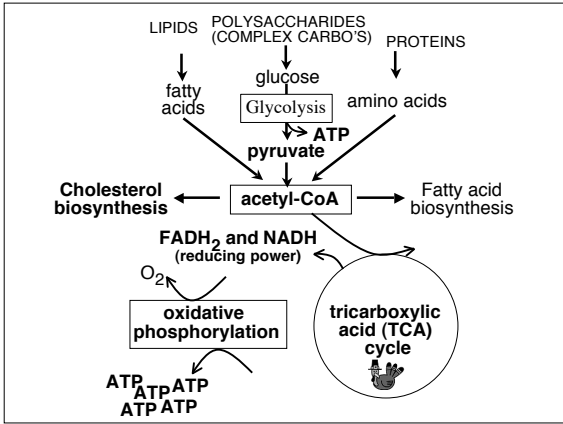 LIPIDS
POLYSACCHARIDES
(COMPLEX CARBO'S)
PROTEINS
fatty
acids
glucose
amino acids
Glycolysis
ATP
pyruvate
Cholesterol
biosynthesis
acetyl-CoA
Fatty acid
biosynthesis
FADH₂ and NADH
(reducing power)
O₂
oxidative
phosphorylation
tricarboxylic
acid (TCA)
cycle
ATP
ATP
ATP
ATP
ATP